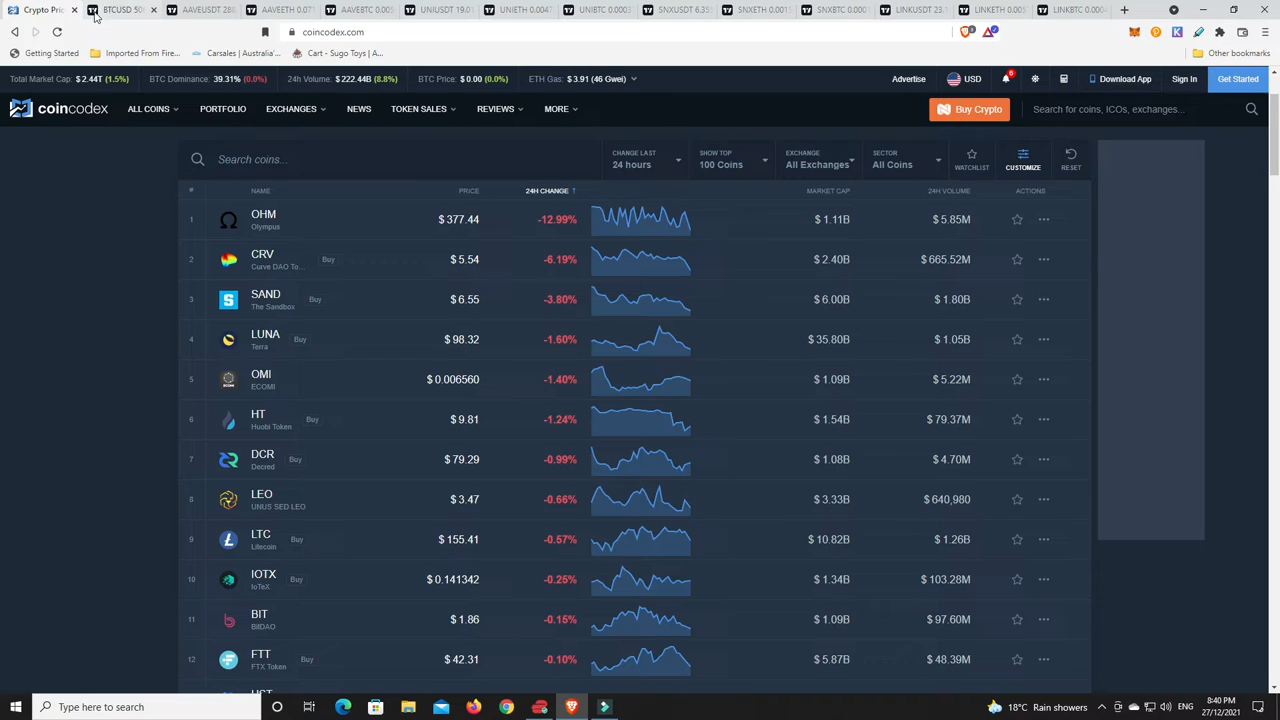 Crypto Pric
BTCUSD 50
AAVEUSDT 288
AAVEETH 0.071
AAVEBTC 0.005
UNIUSDT 19.01
UNIETH 0.0047
UNIBTC 0.0003
SNXUSDT 6.355
SNXETH 0.0015
SNXBTC 0.0001
LINKUSDT 23.1
LINKETH 0.005
LINKBTC 0.0004
coincodex.com
Getting Started
Imported From Fire...
Carsales | Australia'...
Cart - Sugo Toys | A...
Other bookmarks
Total Market Cap: $ 2.44T (1.5%)
BTC Dominance: 39.31% (0.0%)
24h Volume: $ 222.44B (8.8%)
BTC Price: $ 0.00 (0.0%)
ETH Gas: $ 3.91 (46 Gwei)
Advertise
USD
6
Download App
Sign In
Get Started
coincodex
ALL COINS
PORTFOLIO
EXCHANGES
NEWS
TOKEN SALES
REVIEWS
MORE
Buy Crypto
Search for coins, ICOs, exchanges...
Search coins...
CHANGE LAST
24 hours
SHOW TOP
100 Coins
EXCHANGE
All Exchanges
SECTOR
All Coins
WATCHLIST
CUSTOMIZE
RESET
# NAME PRICE 24H CHANGE ↑ MARKET CAP 24H VOLUME ACTIONS
1 OHM $ 377.44 -12.99% $ 1.11B $ 5.85M
Olympus
2 CRV Buy $ 5.54 -6.19% $ 2.40B $ 665.52M
Curve DAO To...
3 SAND Buy $ 6.55 -3.80% $ 6.00B $ 1.80B
The Sandbox
4 LUNA Buy $ 98.32 -1.60% $ 35.80B $ 1.05B
Terra
5 OMI $ 0.006560 -1.40% $ 1.09B $ 5.22M
ECOMI
6 HT Buy $ 9.81 -1.24% $ 1.54B $ 79.37M
Huobi Token
7 DCR Buy $ 79.29 -0.99% $ 1.08B $ 4.70M
Decred
8 LEO $ 3.47 -0.66% $ 3.33B $ 640,980
UNUS SED LEO
9 LTC Buy $ 155.41 -0.57% $ 10.82B $ 1.26B
Litecoin
10 IOTX Buy $ 0.141342 -0.25% $ 1.34B $ 103.28M
IoTeX
11 BIT $ 1.86 -0.15% $ 1.09B $ 97.60M
BitDAO
12 FTT Buy $ 42.31 -0.10% $ 5.87B $ 48.39M
FTX Token
Type here to search
18°C Rain showers
ENG
8:40 PM
27/12/2021